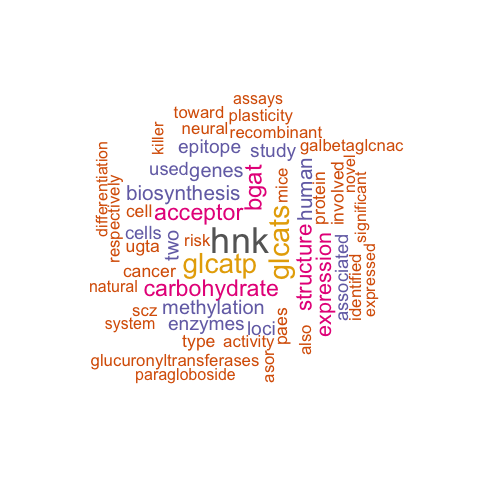 assays
toward plasticity
neural recombinant
killer
epitope study
galbetaglcnac
differentiation
respectively
used genes
bgat
mice
human
protein
involved
novel
significant
biosynthesis
cell acceptor
cells
ugta
two
risk hnk
glcats
structure
expression
associated
identified
expressed
cancer
glcatp
natural carbohydrate
scz methylation
system enzymes loci
paes
type activity
asor
also
glucuronyltransferases
paragloboside